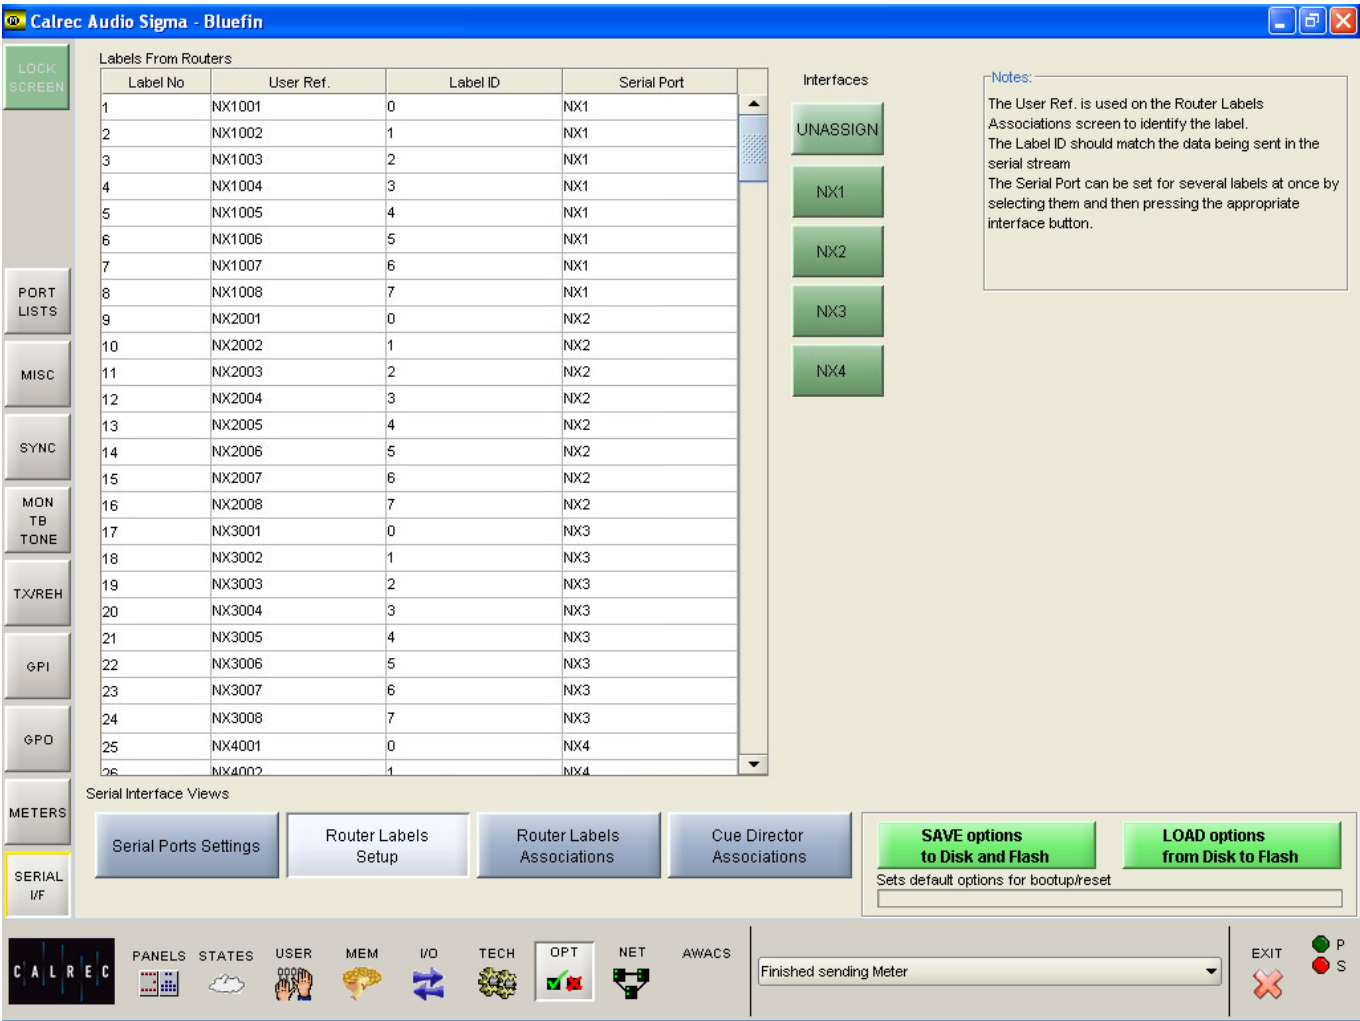 Calrec Audio Sigma - Bluefin
LOCK
SCREEN
PORT
LISTS
MISC
SYNC
MON
TB
TONE
TX/REH
GPI
GPO
METERS
SERIAL
I/F
Labels From Routers
Label No User Ref. Label ID Serial Port
1 NX1001 0 NX1
2 NX1002 1 NX1
3 NX1003 2 NX1
4 NX1004 3 NX1
5 NX1005 4 NX1
6 NX1006 5 NX1
7 NX1007 6 NX1
8 NX1008 7 NX1
9 NX2001 0 NX2
10 NX2002 1 NX2
11 NX2003 2 NX2
12 NX2004 3 NX2
13 NX2005 4 NX2
14 NX2006 5 NX2
15 NX2007 6 NX2
16 NX2008 7 NX2
17 NX3001 0 NX3
18 NX3002 1 NX3
19 NX3003 2 NX3
20 NX3004 3 NX3
21 NX3005 4 NX3
22 NX3006 5 NX3
23 NX3007 6 NX3
24 NX3008 7 NX3
25 NX4001 0 NX4
26 NX4002 1 NX4
Interfaces
UNASSIGN
NX1
NX2
NX3
NX4
Notes:
The User Ref. is used on the Router Labels
Associations screen to identify the label.
The Label ID should match the data being sent in the
serial stream
The Serial Port can be set for several labels at once by
selecting them and then pressing the appropriate
interface button.
Serial Interface Views
Serial Ports Settings
Router Labels
Setup
Router Labels
Associations
Cue Director
Associations
SAVE options
to Disk and Flash
LOAD options
from Disk to Flash
Sets default options for bootup/reset
CALREC
PANELS STATES USER MEM I/O TECH OPT NET AWACS
Finished sending Meter
EXIT
P
S